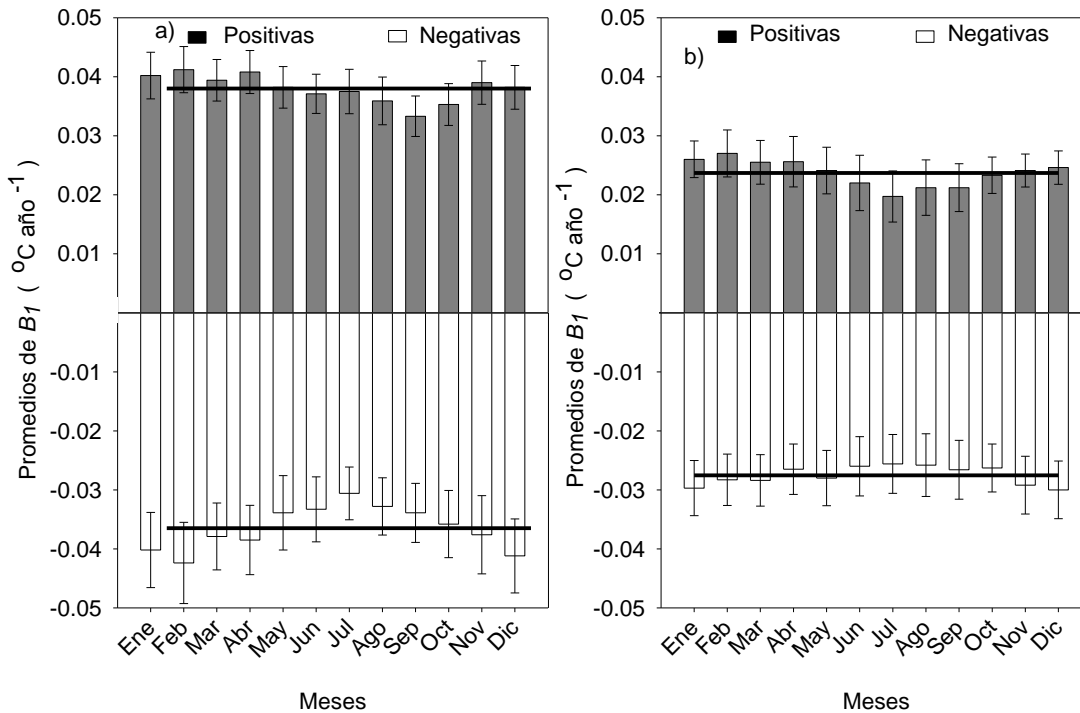 a)
Positivas
Negativas
0.05
0.04
0.03
0.02
0.01
-0.01
-0.02
-0.03
-0.04
-0.05
Promedios de B1 ( ºC año-1)
Ene Feb Mar Abr May Jun Jul Ago Sep Oct Nov Dic
Meses
b)
Positivas
Negativas
0.05
0.04
0.03
0.02
0.01
-0.01
-0.02
-0.03
-0.04
-0.05
Promedios de B1 ( ºC año-1)
Ene Feb Mar Abr May Jun Jul Ago Sep Oct Nov Dic
Meses